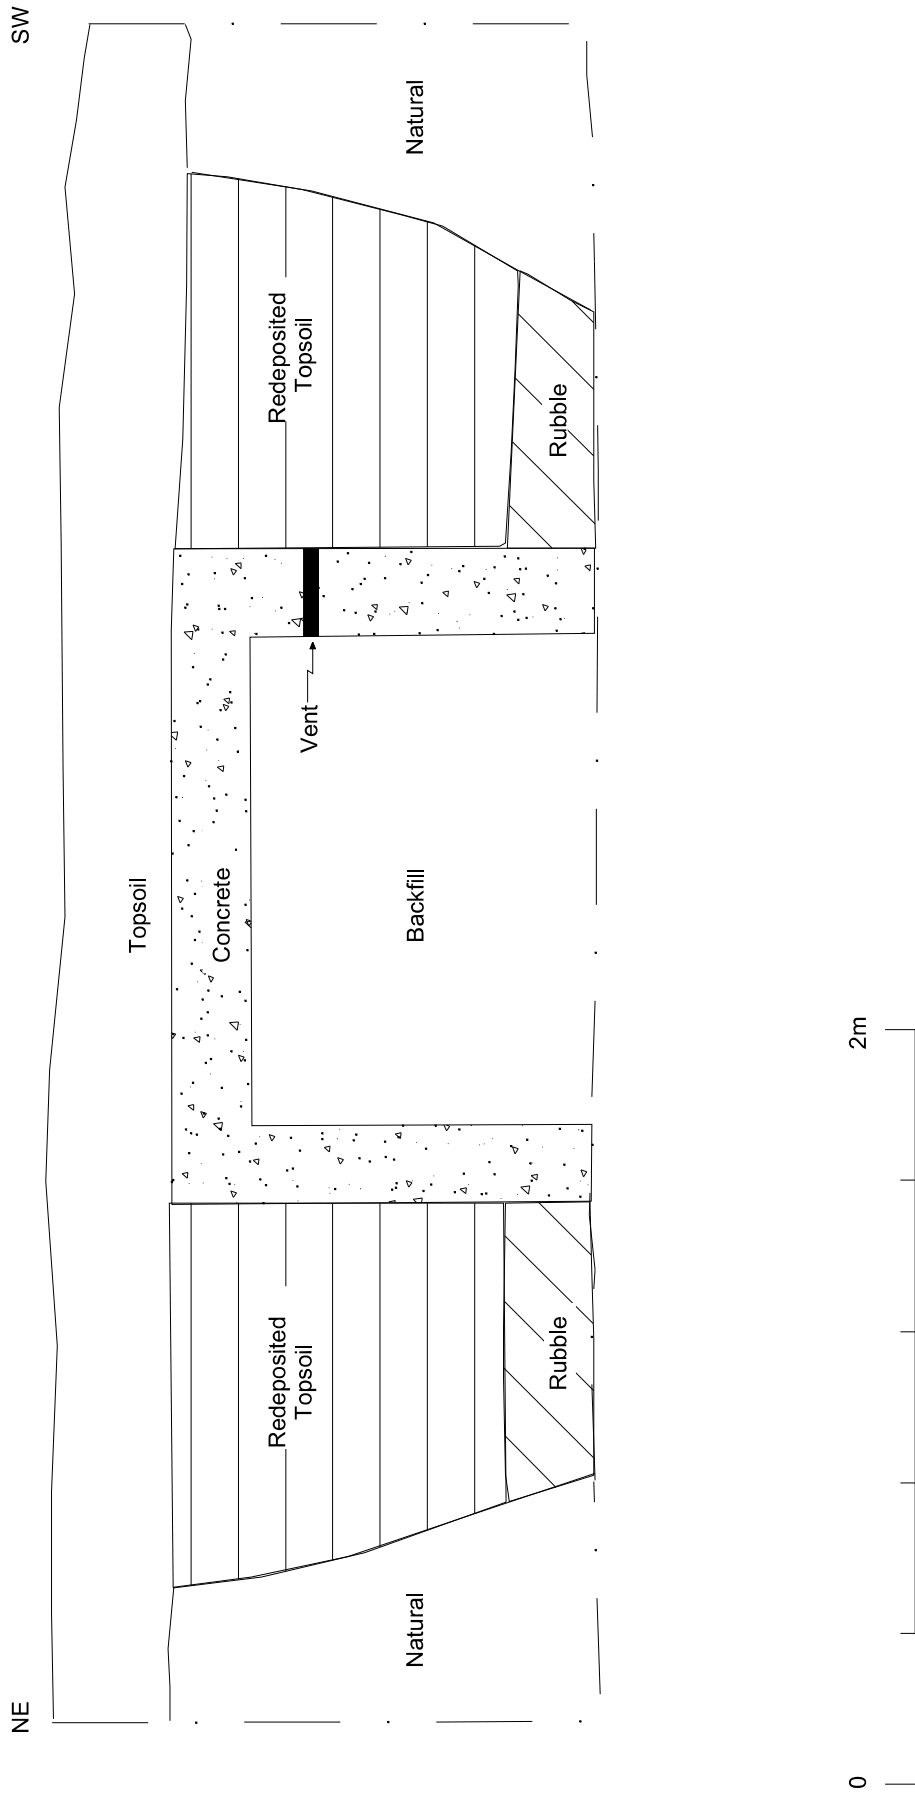 NE
SW
Topsoil
Concrete
Redeposited
Topsoil
Vent
Redeposited
Topsoil
Natural
Backfill
Natural
Rubble
Rubble
0
2m